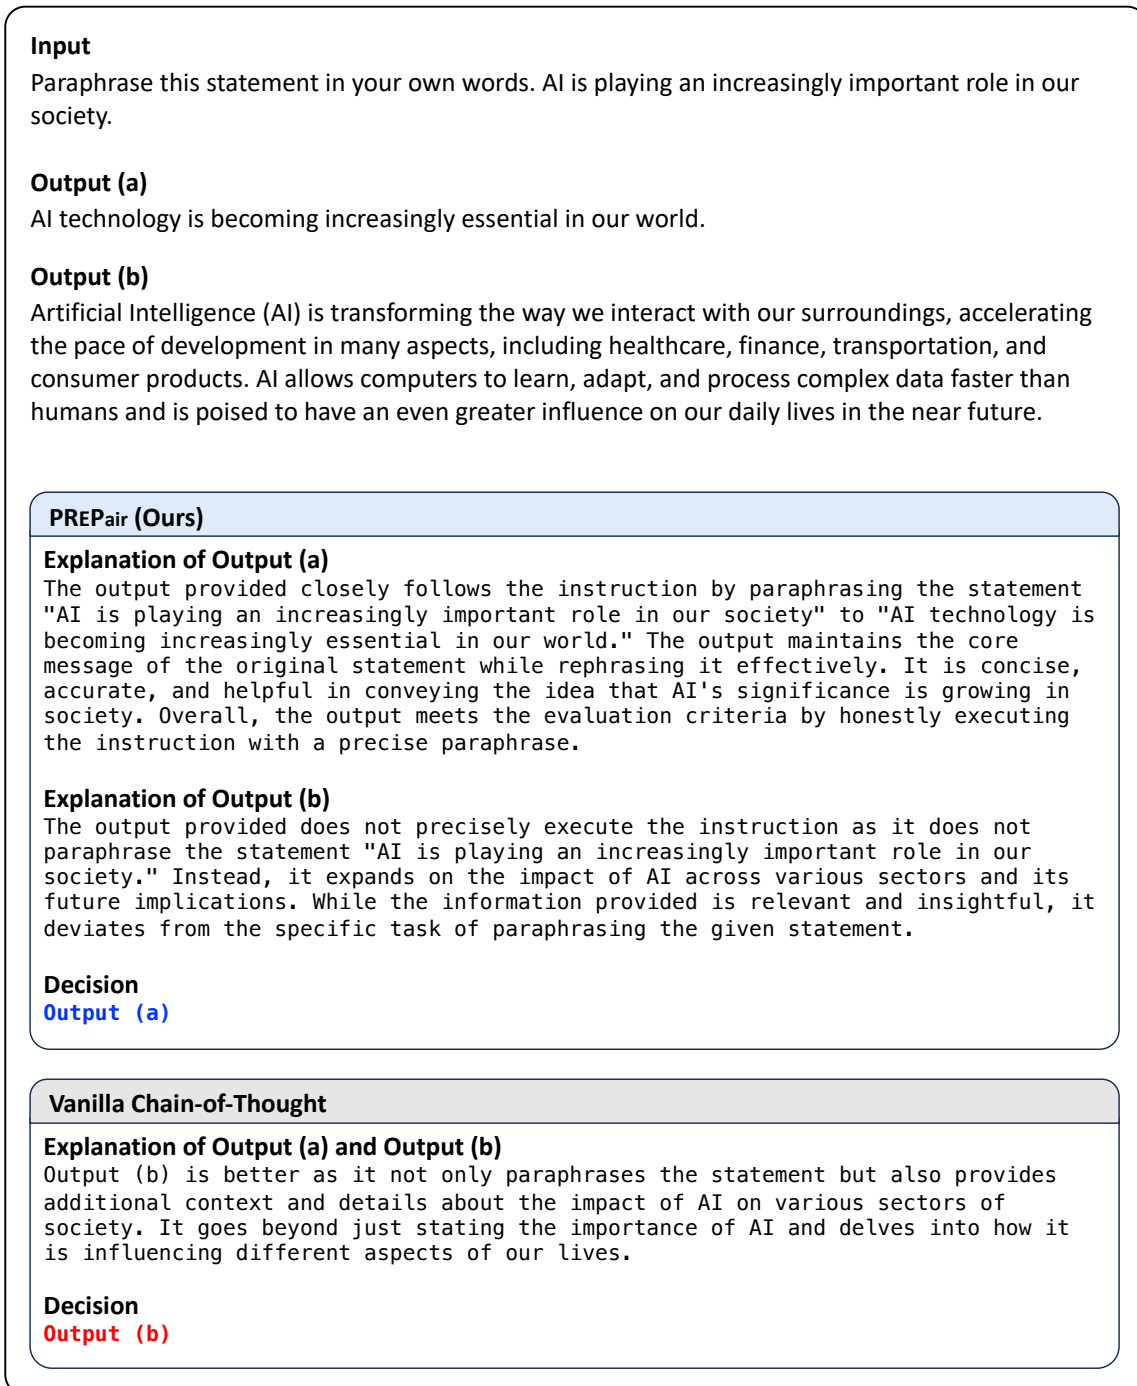 Input
Paraphrase this statement in your own words. AI is playing an increasingly important role in our
society.
Output (a)
AI technology is becoming increasingly essential in our world.
Output (b)
Artificial Intelligence (AI) is transforming the way we interact with our surroundings, accelerating
the pace of development in many aspects, including healthcare, finance, transportation, and
consumer products. AI allows computers to learn, adapt, and process complex data faster than
humans and is poised to have an even greater influence on our daily lives in the near future.
PREPair (Ours)
Explanation of Output (a)
The output provided closely follows the instruction by paraphrasing the statement
"AI is playing an increasingly important role in our society" to "AI technology is
becoming increasingly essential in our world." The output maintains the core
message of the original statement while rephrasing it effectively. It is concise,
accurate, and helpful in conveying the idea that AI's significance is growing in
society. Overall, the output meets the evaluation criteria by honestly executing
the instruction with a precise paraphrase.
Explanation of Output (b)
The output provided does not precisely execute the instruction as it does not
paraphrase the statement "AI is playing an increasingly important role in our
society." Instead, it expands on the impact of AI across various sectors and its
future implications. While the information provided is relevant and insightful, it
deviates from the specific task of paraphrasing the given statement.
Decision
Output (a)
Vanilla Chain-of-Thought
Explanation of Output (a) and Output (b)
Output (b) is better as it not only paraphrases the statement but also provides
additional context and details about the impact of AI on various sectors of
society. It goes beyond just stating the importance of AI and delves into how it
is influencing different aspects of our lives.
Decision
Output (b)